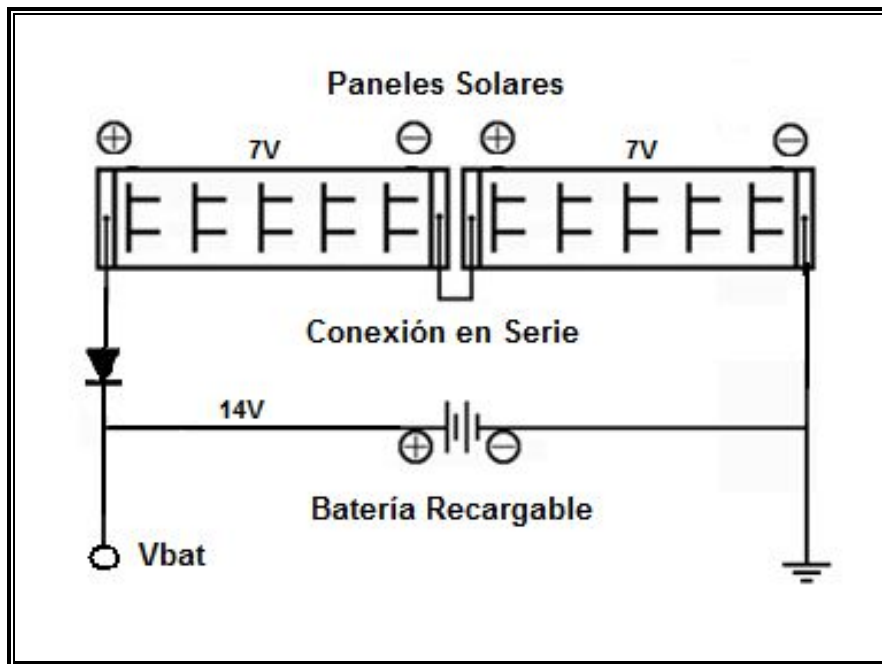 Paneles Solares
7V
7V
Conexión en Serie
14V
Batería Recargable
Vbat